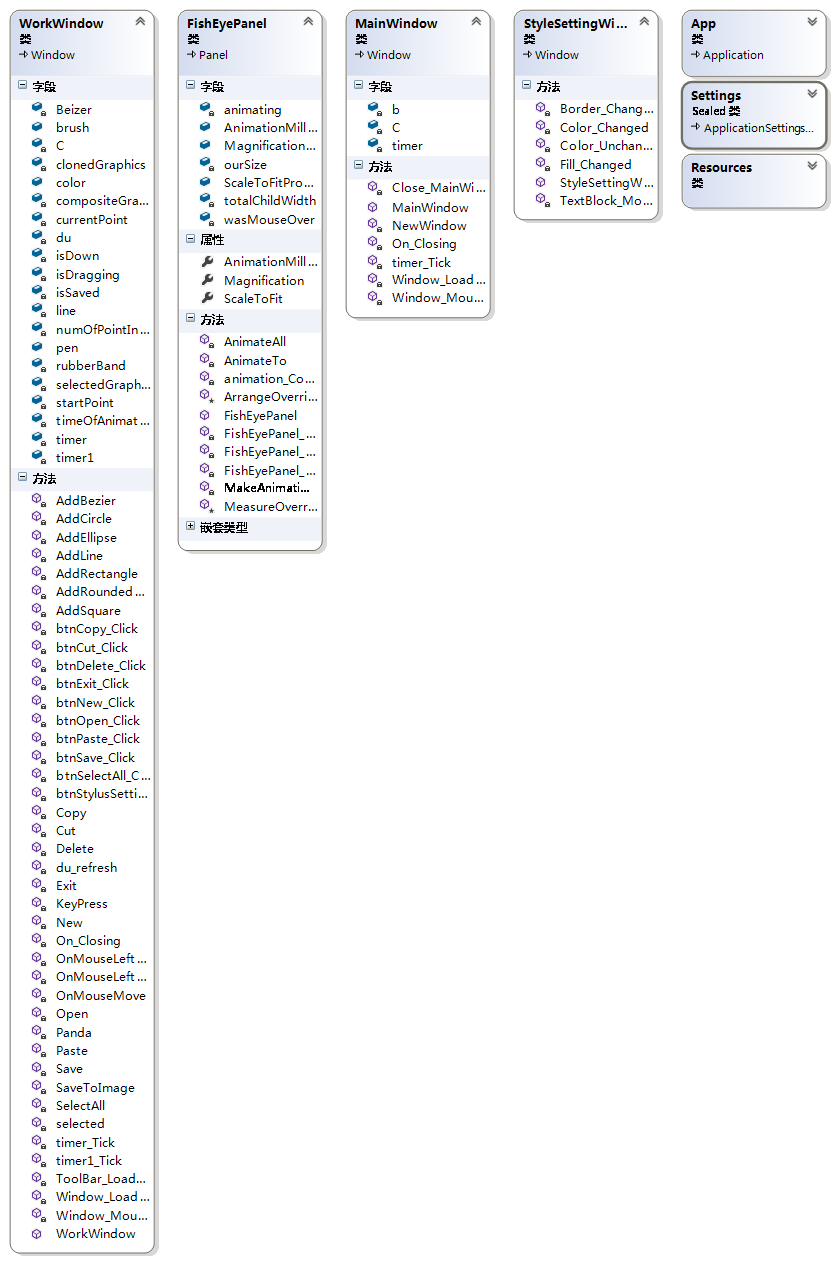 WorkWindow
类
Window
字段
Beizer
brush
C
clonedGraphics
color
compositeGra...
currentPoint
du
isDown
isDragging
isSaved
line
numOfPointIn...
pen
rubberBand
selectedGraph...
startPoint
timeOfAnimat...
timer
timer1
方法
AddBezier
AddCircle
AddEllipse
AddLine
AddRectangle
AddRounded...
AddSquare
btnCopy_Click
btnCut_Click
btnDelete_Click
btnExit_Click
btnNew_Click
btnOpen_Click
btnPaste_Click
btnSave_Click
btnSelectAll_C...
btnStylusSetti...
Copy
Cut
Delete
du_refresh
Exit
KeyPress
New
On_Closing
OnMouseLeft...
OnMouseLeft...
OnMouseMove
Open
Panda
Paste
Save
SaveToImage
SelectAll
selected
timer_Tick
timer1_Tick
ToolBar_Load...
Window_Load...
Window_Mou...
WorkWindow
FishEyePanel
类
Panel
字段
animating
AnimationMill...
Magnification...
ourSize
ScaleToFitPro...
totalChildWidth
wasMouseOver
属性
AnimationMill...
Magnification
ScaleToFit
方法
AnimateAll
AnimateTo
animation_Co...
ArrangeOverri...
FishEyePanel
FishEyePanel_...
FishEyePanel_...
FishEyePanel_...
MakeAnimati...
MeasureOverr...
嵌套类型
MainWindow
类
Window
字段
b
C
timer
方法
Close_MainWi...
MainWindow
NewWindow
On_Closing
timer_Tick
Window_Load...
Window_Mou...
StyleSettingWi...
类
Window
方法
Border_Chang...
Color_Changed
Color_Unchan...
Fill_Changed
StyleSettingW...
TextBlock_Mo...
App
类
Application
Settings
Sealed 类
ApplicationSettings...
Resources
类